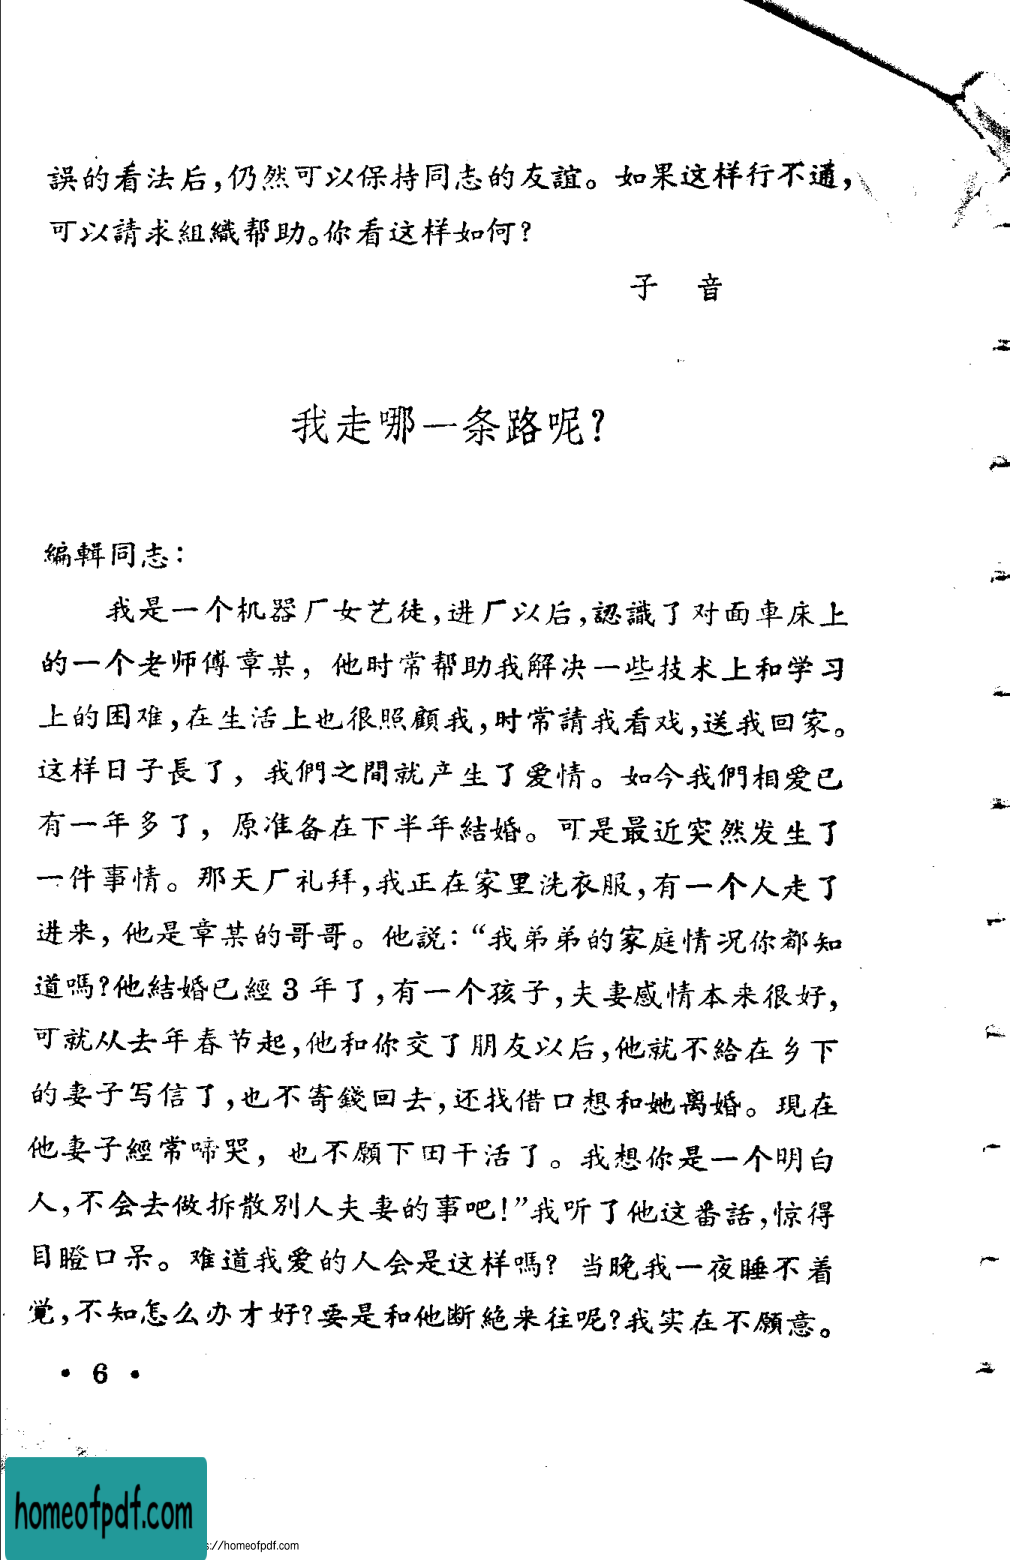 誤的看法后,仍然可以保持同志的友誼。如果这样行不通,
可以請求組織帮助。你看这样如何?
子 音
我走哪一条路呢?
編輯同志:
我是一个机器厂女艺徒,进厂以后,認識了对面車床上
的一个老师傅章某,他时常帮助我解决一些技术上和学习
上的困难,在生活上也很照顧我,时常請我看戏,送我回家。
这样日子長了,我們之間就产生了爱情。如今我們相爱已
有一年多了,原准备在下半年結婚。可是最近突然发生了
一件事情。那天厂礼拜,我正在家里洗衣服,有一个人走了
进来,他是章某的哥哥。他說:“我弟弟的家庭情况你都知
道嗎?他結婚已經3年了,有一个孩子,夫妻感情本来很好,
可就从去年春节起,他和你交了朋友以后,他就不給在乡下
的妻子写信了,也不寄錢回去,还找借口想和她离婚。現在
他妻子經常啼哭,也不願下田干活了。我想你是一个明白
人,不会去做拆散別人夫妻的事吧!”我听了他这番話,惊得
目瞪口呆。难道我爱的人会是这样嗎?当晚我一夜睡不着
觉,不知怎么办才好?要是和他断絕来往呢?我实在不願意。
• 6 •
homeofpdf.com
s://homeofpdf.com